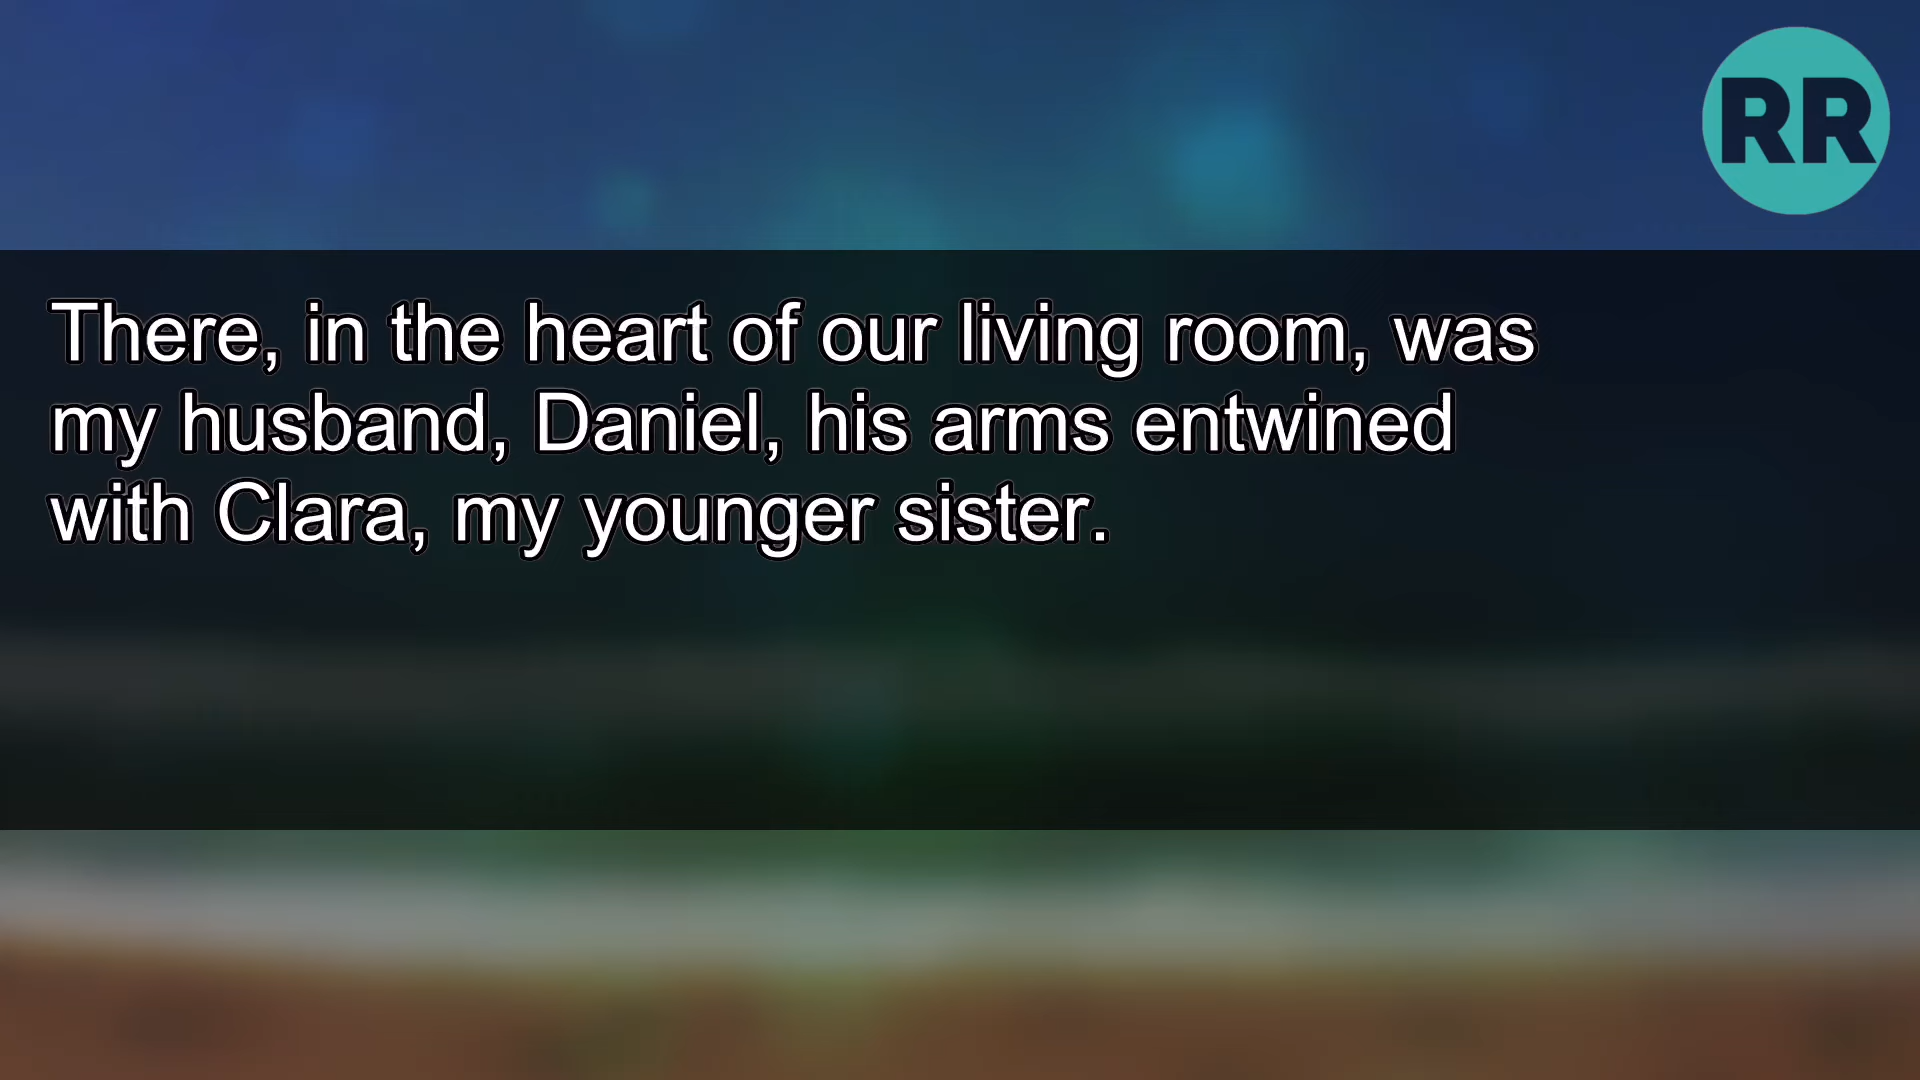 RR
There, in the heart of our living room, was
my husband, Daniel, his arms entwined
with Clara, my younger sister.